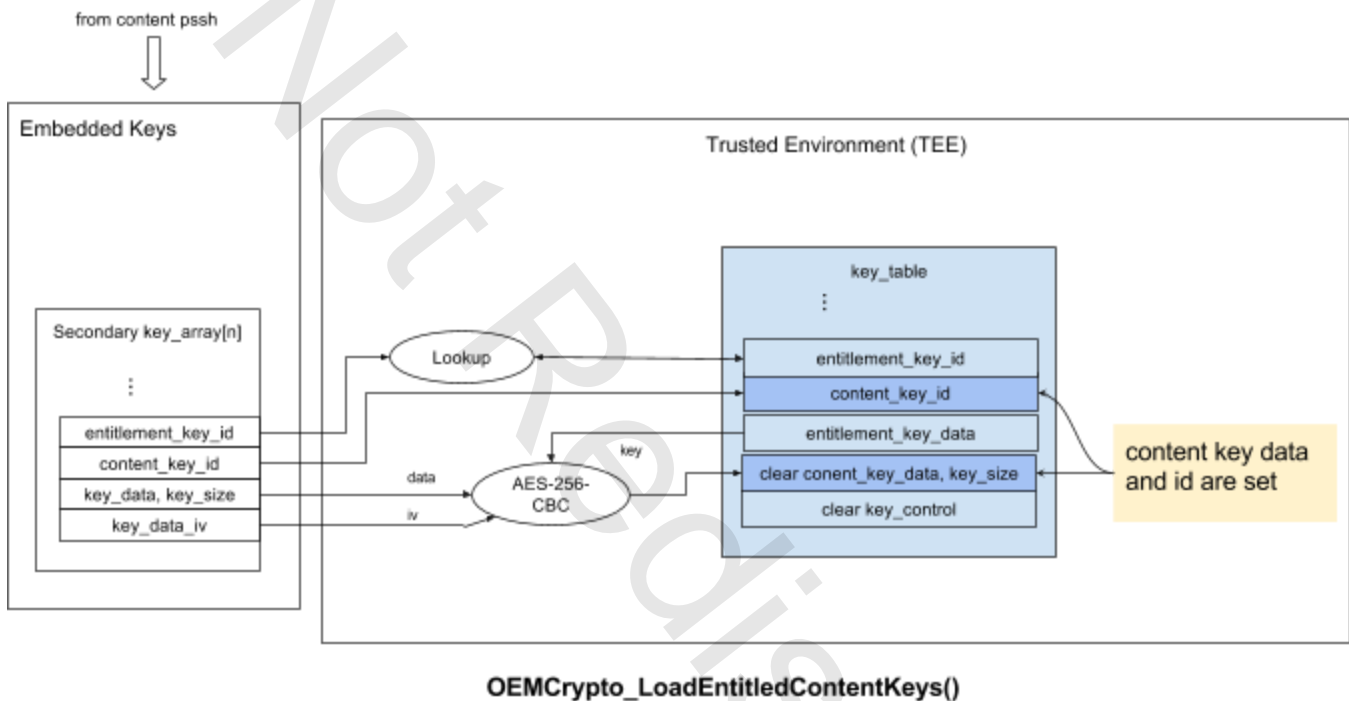 from content pssh
Embedded Keys
Trusted Environment (TEE)
key_table
⋮
Secondary key_array[n]
⋮
Lookup
entitlement_key_id
content_key_id
entitlement_key_id
content_key_id
key_data, key_size
key_data_iv
data
iv
key
AES-256-
CBC
entitlement_key_data
clear conent_key_data, key_size
clear key_control
content key data
and id are set
OEMCrypto_LoadEntitledContentKeys()
Not Redis